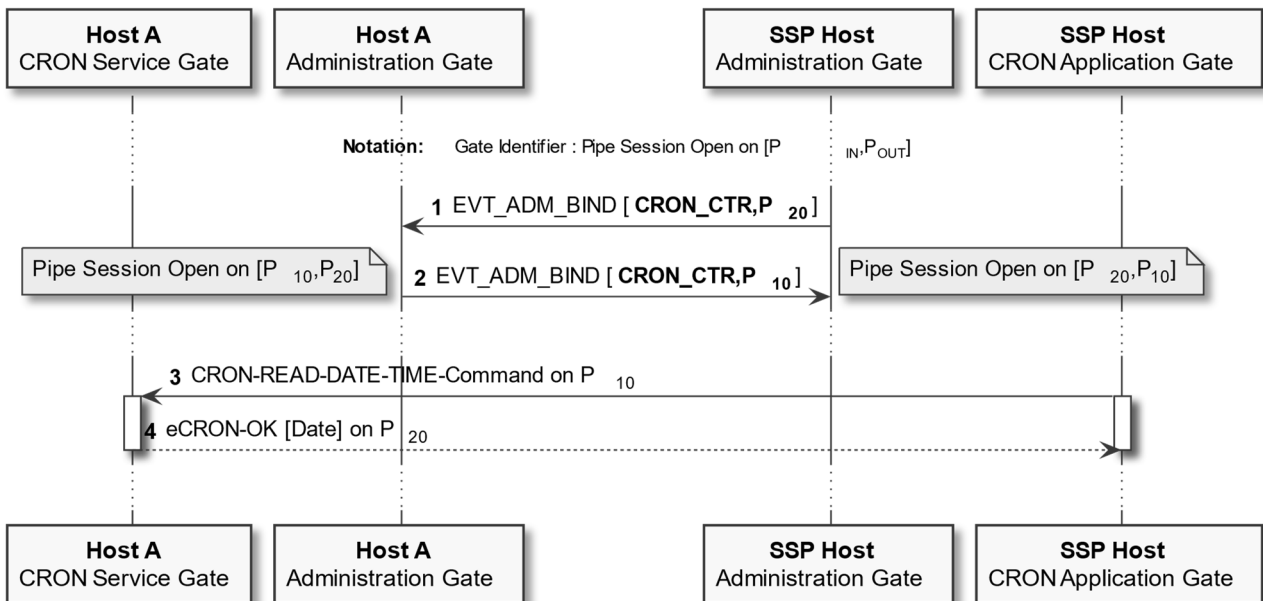 Host A
CRON Service Gate
Host A
Administration Gate
SSP Host
Administration Gate
SSP Host
CRON Application Gate
Notation: Gate Identifier : Pipe Session Open on [P IN,POUT]
1 EVT_ADM_BIND [ CRON_CTR,P 20 ]
Pipe Session Open on [P 10,P20]
2 EVT_ADM_BIND [ CRON_CTR,P 10 ]
Pipe Session Open on [P 20,P10]
3 CRON-READ-DATE-TIME-Command on P 10
4 eCRON-OK [Date] on P 20
Host A
CRON Service Gate
Host A
Administration Gate
SSP Host
Administration Gate
SSP Host
CRON Application Gate